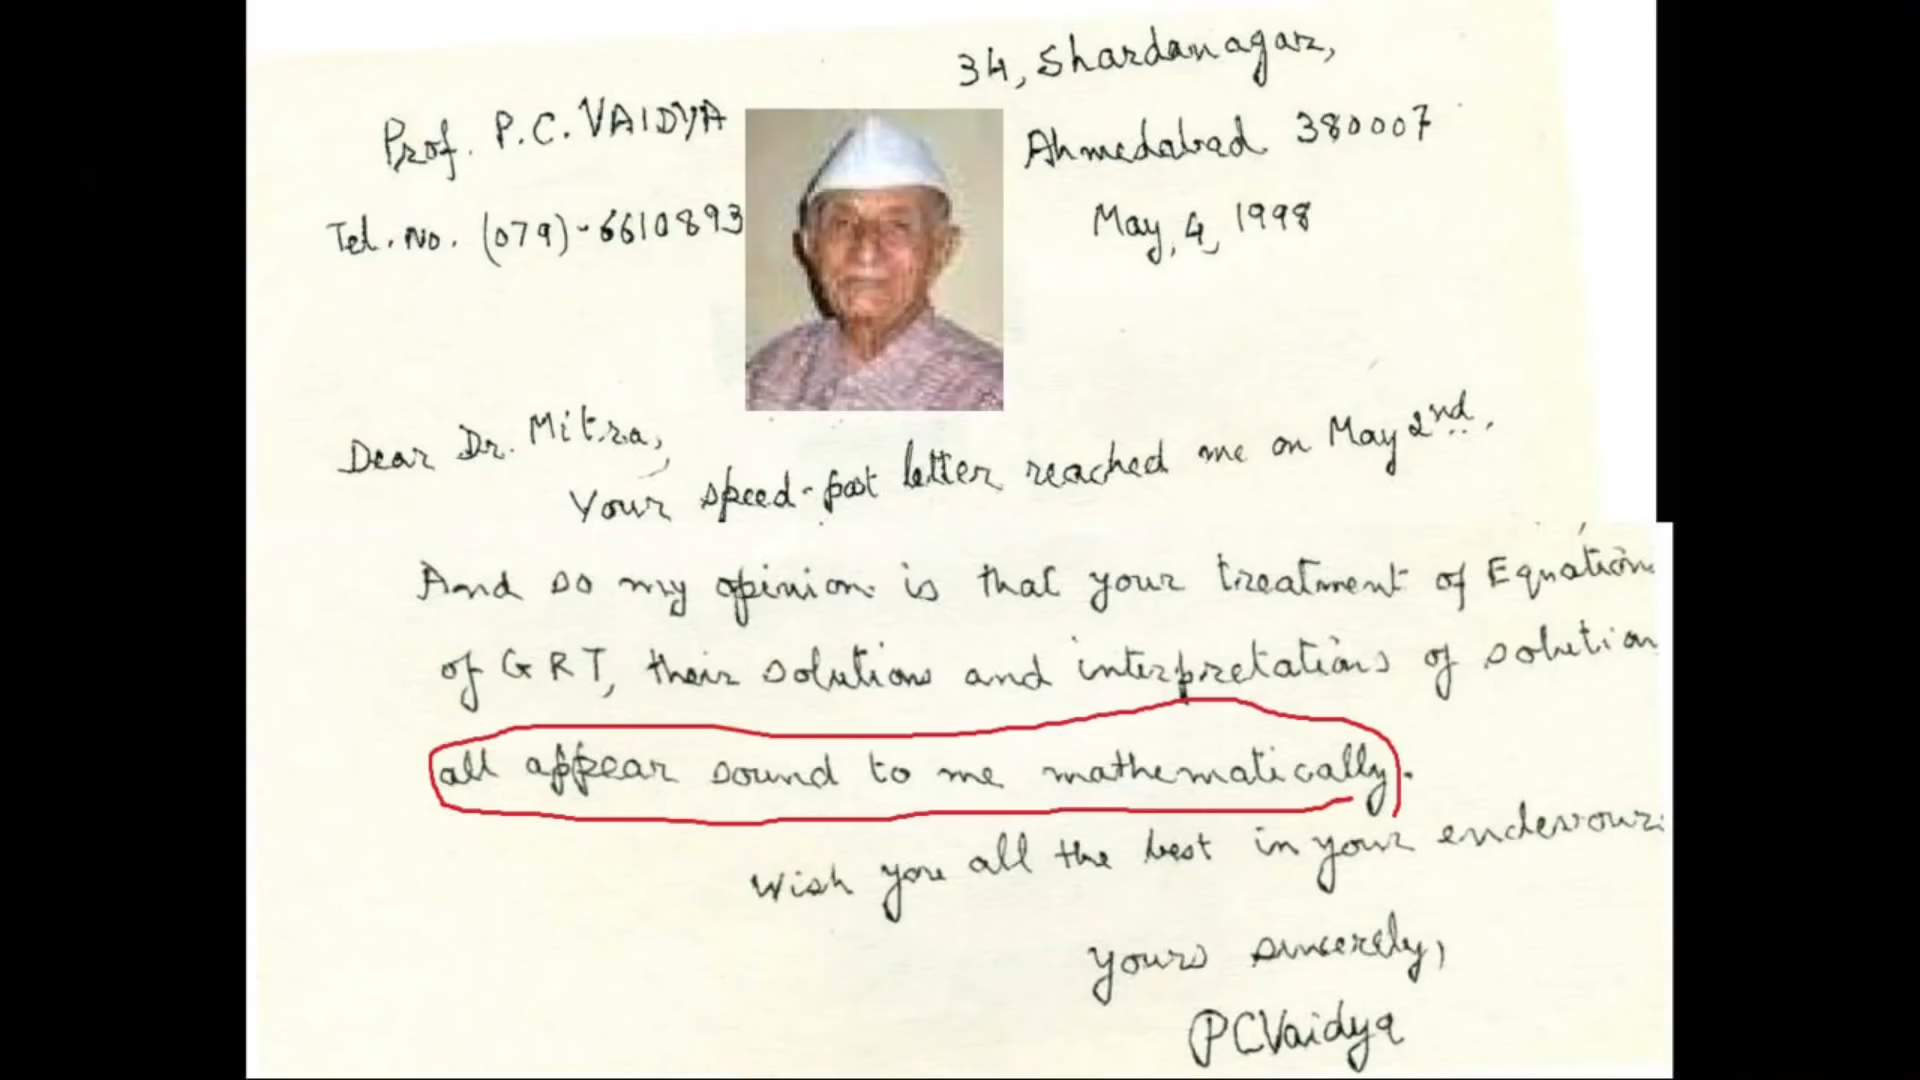 34, Shardanagar,
Prof. P.C. VAIDYA
Ahmedabad 380007
Tel. No. (079)-6610893
May, 4, 1998
Dear Dr. Mitra,
Your speed-post letter reached me on May 2nd.
And so my opinion is that your treatment of Equation
of GRT, their solutions and interpretations of solution
all appear sound to me mathematically.
Wish you all the best in your endevour.
yours sincerely,
PCVaidya